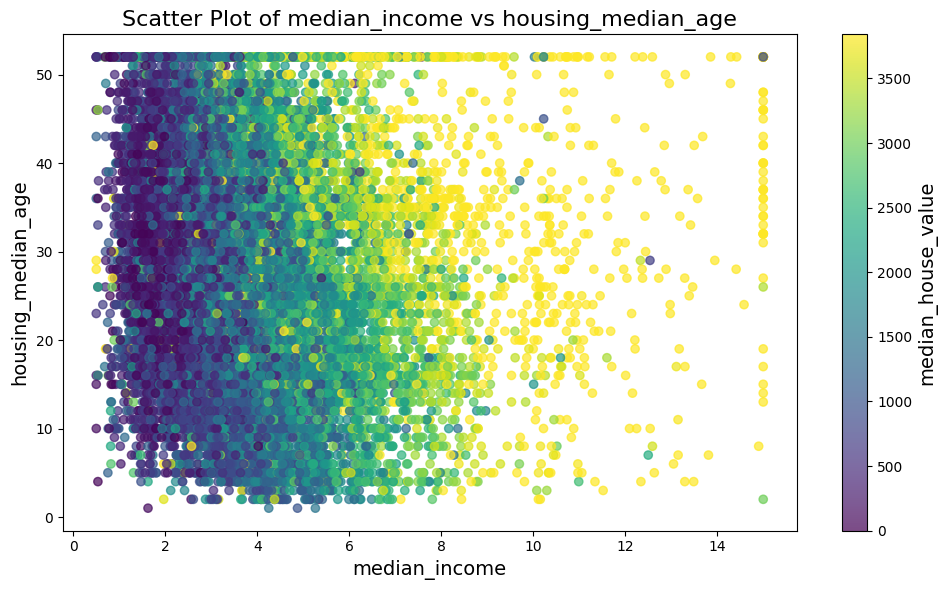 Scatter Plot of median_income vs housing_median_age
housing_median_age
50
40
30
20
10
0
0 2 4 6 8 10 12 14
median_income
3500
3000
2500
2000
1500
1000
500
0
median_house_value